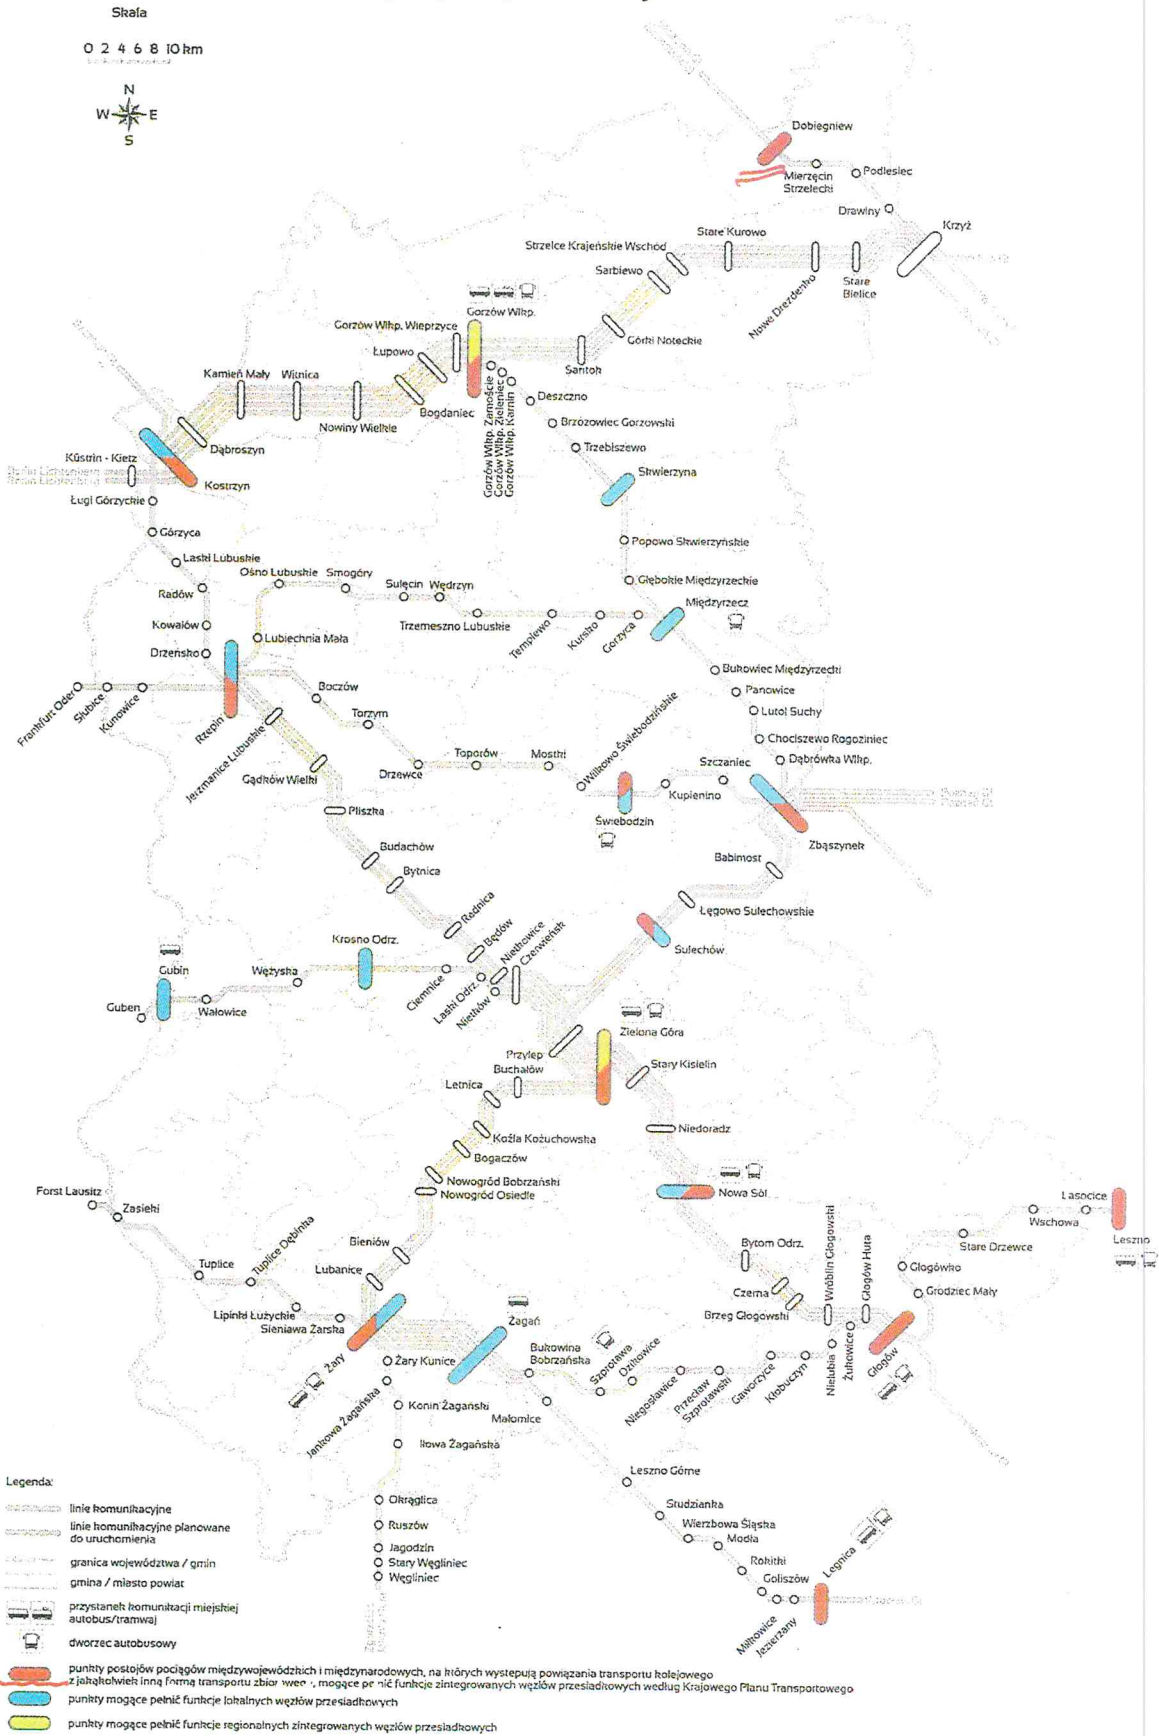 Skala
0 2 4 6 8 10 km
N
W E
S
Dobiegniew
Mierzęcin
Strzelecki
Podlesiec
Drawiny
Krzyż
Stare Kurowo
Strzelce Krajeńskie Wschód
Sarbiewo
Nowe Drezdenko
Stare
Bielice
Gorzów Wlkp.
Gorzów Wlkp. Wieprzyce
Górki Noteckie
Łupowo
Santok
Kamień Mały
Witnica
Nowiny Wielkie
Bogdaniec
Gorzów Wlkp. Zamoście
Gorzów Wlkp. Zieleniec
Gorzów Wlkp. Karnin
Deszczno
Brzozowiec Gorzowski
Trzebiszewo
Dąbroszyn
Küstrin - Kietz
Kostrzyn
Skwierzyna
Ługi Górzyckie
Górzyca
Popowo Skwierzyńskie
Laski Lubuskie
Ośno Lubuskie
Smogóry
Sulęcin
Wędrzyn
Głębokie Międzyrzeckie
Radów
Międzyrzecz
Kowalów
Lubiechnia Mała
Trzemeszno Lubuskie
Templewo
Kursko
Gorzyca
Drzeńsko
Bukowiec Międzyrzecki
Panowice
Lutol Suchy
Chociszewo Rogoziniec
Dąbrówka Wlkp.
Frankfurt Oder
Słubice
Kunowice
Rzepin
Boczów
Torzym
Jerzmanice Lubuskie
Gądków Wielki
Drzewce
Toporów
Mostki
Wilkowo Świebodzińskie
Szczaniec
Kupienino
Świebodzin
Zbąszynek
Pliszka
Budachów
Bytnica
Babimost
Łęgowo Sulechowskie
Sulechów
Radnica
Będów
Nietkowice
Czerwieńsk
Krosno Odrz.
Gubin
Wężyska
Guben
Wałowice
Ciemnice
Laski Odrz.
Nietków
Zielona Góra
Przylep
Buchałów
Stary Kisielin
Letnica
Niedoradz
Koźla Kożuchowska
Bogaczów
Nowogród Bobrzański
Nowogród Osiedle
Nowa Sól
Forst Lausitz
Zasieki
Lasocice
Wschowa
Leszno
Stare Drzewce
Bieniów
Lubanice
Tuplice
Tuplice Dębinka
Bytom Odrz.
Czerna
Brzeg Głogowski
Wróblin Głogowski
Głogów Huta
Głogówko
Grodziec Mały
Lipinki Łużyckie
Sieniawa Żarska
Żagań
Żary
Żary Kunice
Bukowina
Bobrzańska
Szprotawa
Dzikowice
Niegosławice
Przecław
Szprotawski
Gaworzyce
Kłobuczyn
Nielubia
Żukowice
Głogów
Jankowa Żagańska
Konin Żagański
Małomice
Iłowa Żagańska
Leszno Górne
Studzianka
Wierzbowa Śląska
Modła
Rokitki
Goliszów
Legnica
Miłkowice
Jezierzany
Okrąglica
Ruszów
Jagodzin
Stary Węgliniec
Węgliniec
Legenda:
linie komunikacyjne
linie komunikacyjne planowane
do uruchomienia
granica województwa / gmin
gmina / miasto powiat
przystanek komunikacji miejskiej
autobus/tramwaj
dworzec autobusowy
punkty postojów pociągów międzywojewódzkich i międzynarodowych, na których występują powiązania transportu kolejowego
z jakąkolwiek inną formą transportu mogące pełnić funkcje zintegrowanych węzłów przesiadkowych według Krajowego Planu Transportowego
punkty mogące pełnić funkcje lokalnych węzłów przesiadkowych
punkty mogące pełnić funkcje regionalnych zintegrowanych węzłów przesiadkowych